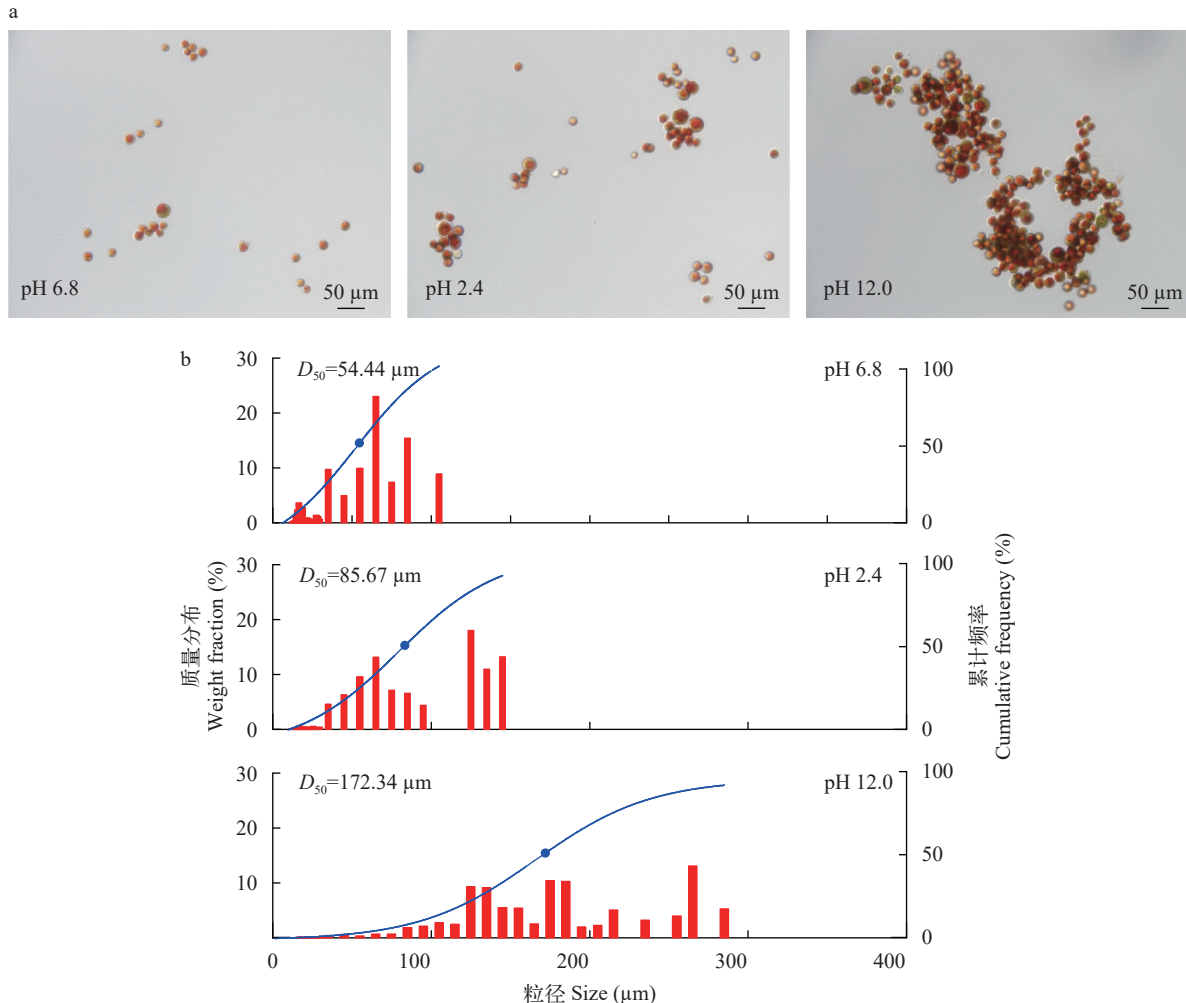 a
pH 6.8
50 µm
pH 2.4
50 µm
pH 12.0
50 µm
b
30
20
10
0
D50=54.44 µm
pH 6.8
100
50
0
30
20
10
0
D50=85.67 µm
pH 2.4
100
50
0
30
20
10
D50=172.34 µm
pH 12.0
100
50
0
质量分布
Weight fraction (%)
累计频率
Cumulative frequency (%)
0
100
200
300
400
粒径 Size (µm)